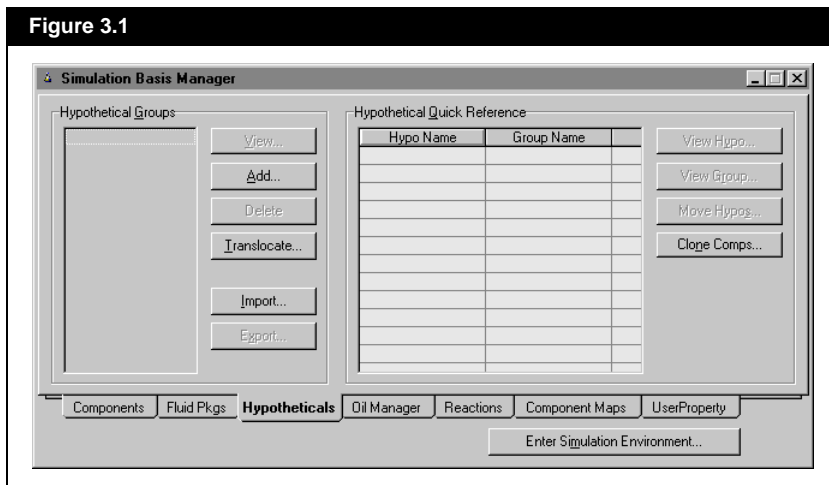 Figure 3.1
Simulation Basis Manager
Hypothetical Groups
View...
Add...
Delete
Translocate...
Import...
Export...
Hypothetical Quick Reference
Hypo Name Group Name
View Hypo...
View Group...
Move Hypos...
Clone Comps...
Components Fluid Pkgs Hypotheticals Oil Manager Reactions Component Maps UserProperty
Enter Simulation Environment...